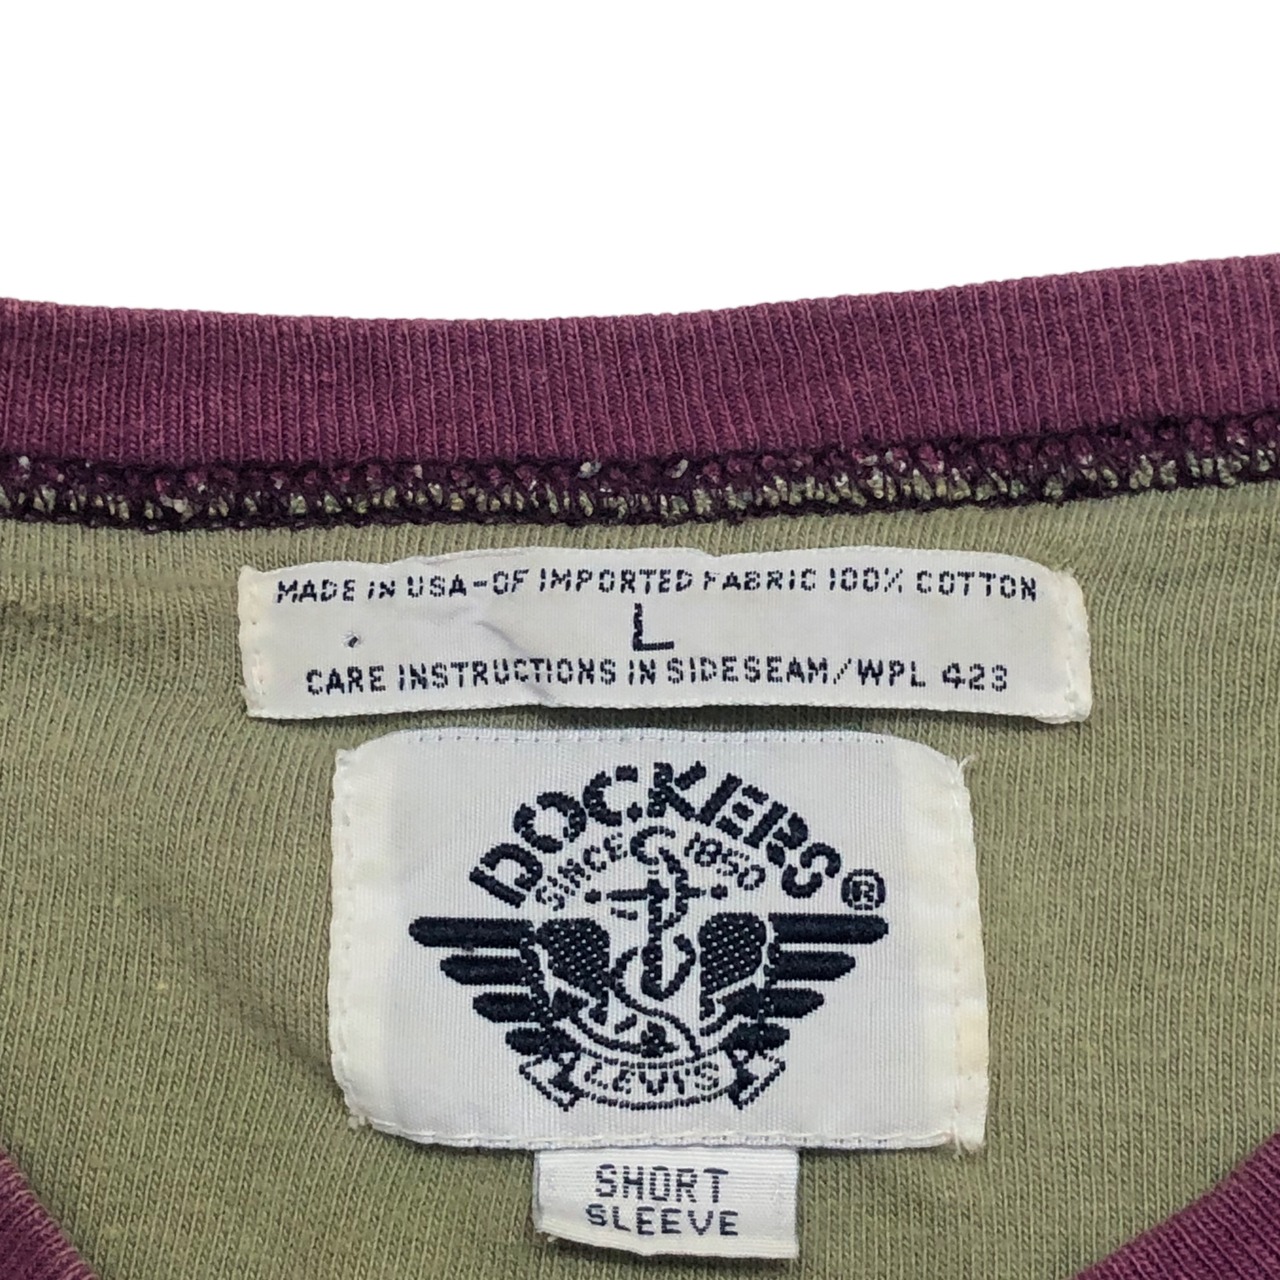 MADE IN USA-OF IMPORTED FABRIC 100% COTTON
L
CARE INSTRUCTIONS IN SIDESEAM/WPL 423
DOCKERS®
SINCE 1850
LEVI'S
SHORT
SLEEVE